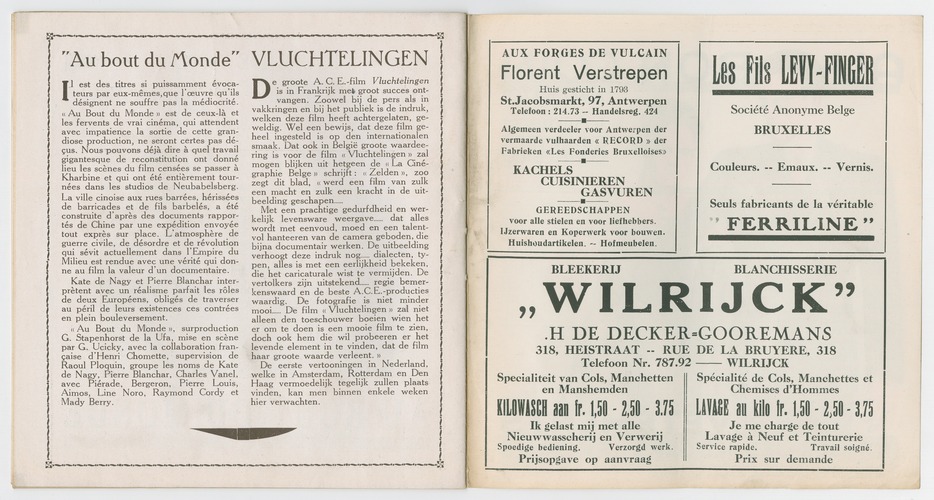 "Au bout du Monde"
Il est des titres si puissamment évoca-
teurs par eux-mêmes, que l'œuvre qu'ils
désignent ne souffre pas la médiocrité.
« Au Bout du Monde » est de ceux-là et
les fervents de vrai cinéma, qui attendent
avec impatience la sortie de cette gran-
diose production, ne seront certes pas dé-
çus. Nous pouvons déjà dire à quel travail
gigantesque de reconstitution ont donné
lieu les scènes du film censées se passer à
Kharbine et qui ont été entièrement tour-
nées dans les studios de Neubabelsberg.
La ville cinoise aux rues barrées, hérissées
de barricades et de fils barbelés, a été
construite d'après des documents rappor-
tés de Chine par une expédition envoyée
tout exprès sur place. L'atmosphère de
guerre civile, de désordre et de révolution
qui sévit actuellement dans l'Empire du
Milieu est rendue avec une vérité qui don-
ne au film la valeur d'un documentaire.
Kate de Nagy et Pierre Blanchar inter-
prètent avec un réalisme parfait les rôles
de deux Européens, obligés de traverser
au péril de leurs existences ces contrées
en plein bouleversement.
« Au Bout du Monde », surproduction
G. Stapenhorst de la Ufa, mise en scène
par G. Ucicky, avec la collaboration fran-
çaise d'Henri Chomette, supervision de
Raoul Ploquin, groupe les noms de Kate
de Nagy, Pierre Blanchar, Charles Vanel,
avec Piérade, Bergeron, Pierre Louis,
Aimos, Line Noro, Raymond Cordy et
Mady Berry.
VLUCHTELINGEN
De groote A. C. E.-film Vluchtelingen
is in Frankrijk met groot succes ont-
vangen. Zoowel bij de pers als in
vakkringen en bij het publiek is de indruk,
welken deze film heeft achtergelaten, ge-
weldig. Wel een bewijs, dat deze film ge-
heel ingesteld is op den internationalen
smaak. Dat ook in België groote waardee-
ring is voor de film « Vluchtelingen » zal
mogen blijken uit hetgeen de « La Ciné-
graphie Belge » schrijft : « Zelden », zoo
zegt dit blad, « werd een film van zulk
een macht en zulk een kracht in de uit-
beelding geschapen....
Met een prachtige gedurfdheid en wer-
kelijk levensware weergave.... dat alles
wordt met eenvoud, moed en een talent-
vol hanteeren van de camera geboden, die
bijna documentair werken. De uitbeelding
verhoogt deze indruk nog.... dialecten, ty-
pen, alles is met een eerlijkheid bekeken,
die het caricaturale wist te vermijden. De
vertolkers zijn uitstekend.... regie bemer-
kenswaard en de beste A. C. E.-producties
waardig. De fotografie is niet minder
mooi.... De film « Vluchtelingen » zal niet
alleen den toeschouwer boeien wien het
er om te doen is een mooie film te zien,
doch ook hem die wil probeeren er het
levende element in te vinden, dat de film
haar groote waarde verleent. »
De eerste vertooningen in Nederland,
welke in Amsterdam, Rotterdam en Den
Haag vermoedelijk tegelijk zullen plaats
vinden, kan men binnen enkele weken
hier verwachten.
AUX FORGES DE VULCAIN
Florent Verstrepen
Huis gesticht in 1793
St.Jacobsmarkt, 97, Antwerpen
Telefoon : 214.73 -- Handelsreg. 424
Algemeen verdeeler voor Antwerpen der
vermaarde vulhaarden « RECORD » der
Fabrieken «Les Fonderies Bruxelloises»
KACHELS
CUISINIEREN
GASVUREN
GEREEDSCHAPPEN
voor alle stielen en voor liefhebbers.
IJzerwaren en Koperwerk voor bouwen.
Huishoudartikelen. -- Hofmeubelen.
Les Fils LEVY-FINGER
Société Anonyme Belge
BRUXELLES
Couleurs. -- Emaux. -- Vernis.
Seuls fabricants de la véritable
"FERRILINE"
BLEEKERIJ BLANCHISSERIE
„WILRIJCK"
.H DE DECKER=GOOREMANS
318, HEISTRAAT -- RUE DE LA BRUYERE, 318
Telefoon Nr. 787.92 — WILRIJCK
Specialiteit van Cols, Manchetten
en Manshemden
KILOWASCH aan fr. 1,50 - 2,50 - 3.75
Ik gelast mij met alle
Nieuwwasscherij en Verwerij
Spoedige bediening. Verzorgd werk.
Prijsopgave op aanvraag
Spécialité de Cols, Manchettes et
Chemises d'Hommes
LAVAGE au kilo fr. 1,50 - 2,50 - 3,75
Je me charge de tout
Lavage à Neuf et Teinturerie
Service rapide. Travail soigné.
Prix sur demande